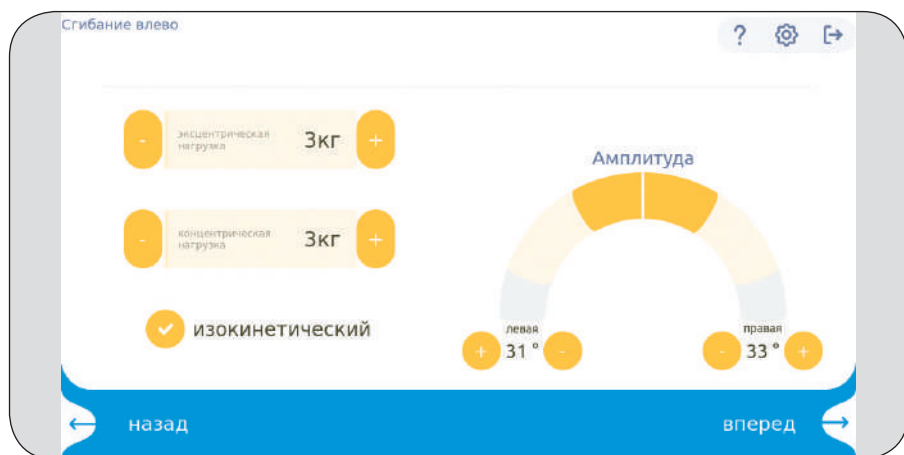 Сгибание влево
?
- эксцентрическая нагрузка 3кг +
Амплитуда
- концентрическая нагрузка 3кг +
изокинетический
левая
+ 31 ° -
правая
- 33 ° +
назад
вперед